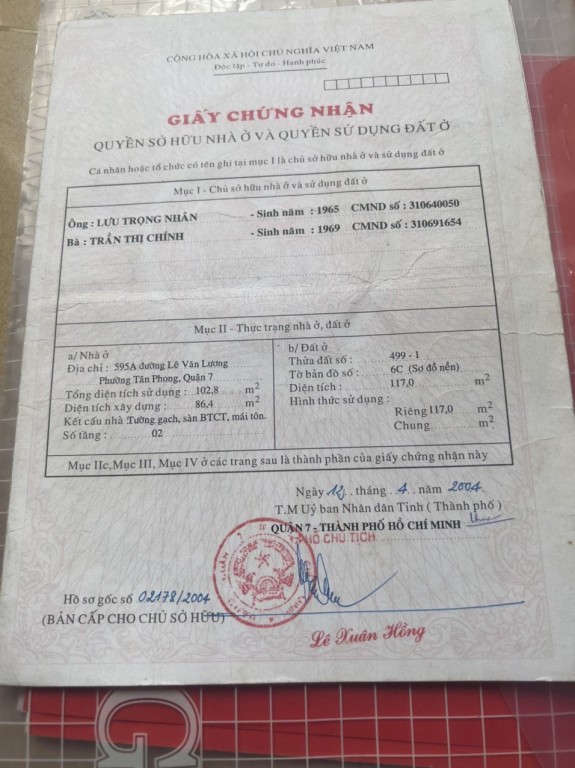 CỘNG HÒA XÃ HỘI CHỦ NGHĨA VIỆT NAM
Độc lập - Tự do - Hạnh phúc
GIẤY CHỨNG NHẬN
QUYỀN SỞ HỮU NHÀ Ở VÀ QUYỀN SỬ DỤNG ĐẤT Ở
Cá nhân hoặc tổ chức có tên ghi tại mục I là chủ sở hữu nhà ở và sử dụng đất ở
Mục I - Chủ sở hữu nhà ở và sử dụng đất ở
Ông : LƯU TRỌNG NHÂN - Sinh năm : 1965 CMND số : 310640050
Bà : TRẦN THỊ CHÍNH - Sinh năm : 1969 CMND số : 310691654
Mục II - Thực trạng nhà ở, đất ở
a/ Nhà ở
Địa chỉ : 595A đường Lê Văn Lương
Phường Tân Phong, Quận 7
Tổng diện tích sử dụng : 102,8 m2
Diện tích xây dựng : 86,4 m2
Kết cấu nhà Tường gạch, sàn BTCT, mái tôn.
Số tầng : 02
b/ Đất ở
Thửa đất số : 499 - 1
Tờ bản đồ số : 6C (Sơ đồ nền)
Diện tích : 117,0 m2
Hình thức sử dụng :
Riêng 117,0 m2
Chung m2
Mục IIc, Mục III, Mục IV ở các trang sau là thành phần của giấy chứng nhận này
Ngày 12 tháng 4 năm 2004
T.M Uỷ ban Nhân dân Tỉnh ( Thành phố )
QUẬN 7 - THÀNH PHỐ HỒ CHÍ MINH
PHÓ CHỦ TỊCH
Hồ sơ gốc số 02178/2004
(BẢN CẤP CHO CHỦ SỞ HỮU)
Lê Xuân Hồng
G